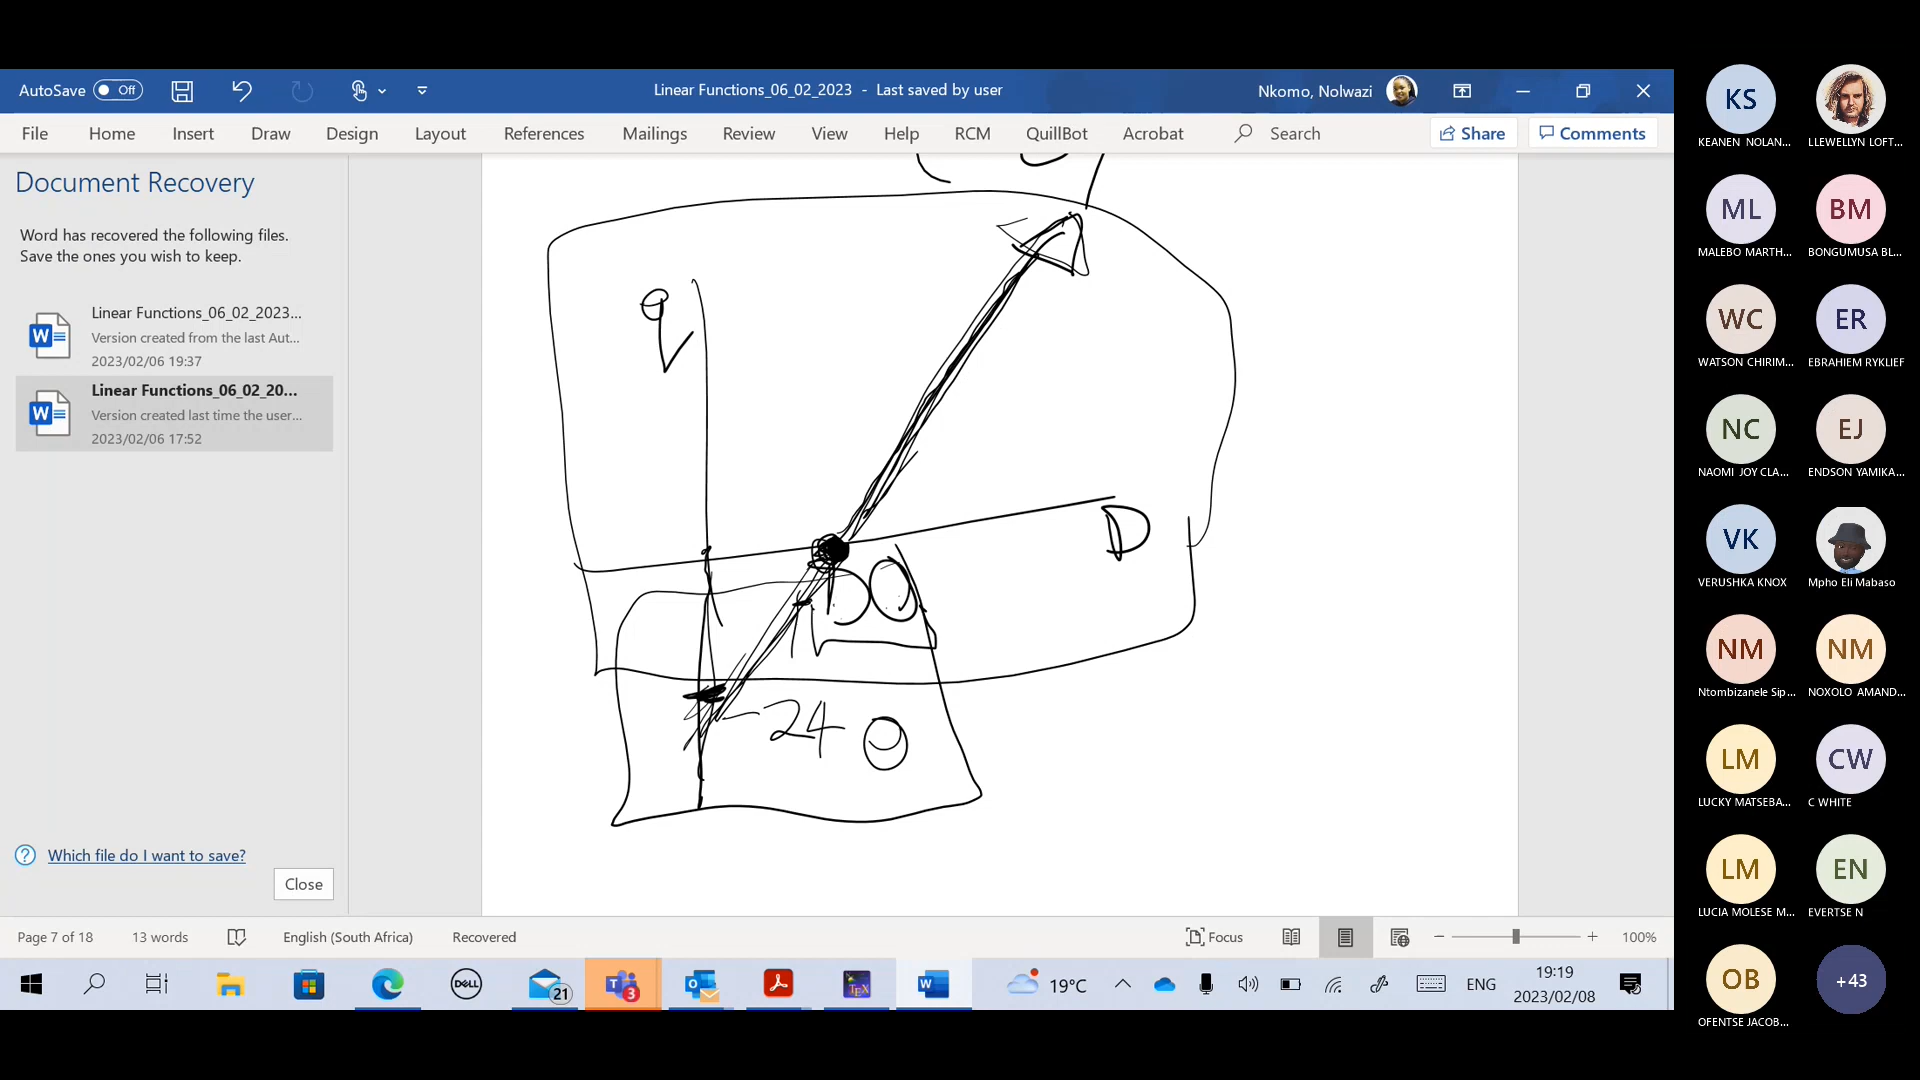 AutoSave Off
Linear Functions_06_02_2023 - Last saved by user
Nkomo, Nolwazi
File Home Insert Draw Design Layout References Mailings Review View Help RCM QuillBot Acrobat Search Share Comments
Document Recovery
Word has recovered the following files.
Save the ones you wish to keep.
Linear Functions_06_02_2023...
Version created from the last Aut...
2023/02/06 19:37
Linear Functions_06_02_20...
Version created last time the user...
2023/02/06 17:52
Which file do I want to save?
Close
q
D
-24
Page 7 of 18 13 words English (South Africa) Recovered Focus 100%
DELL
21
T 3
TEX
19°C
ENG
19:19
2023/02/08
KS
KEANEN NOLAN...
LLEWELLYN LOFT...
ML
MALEBO MARTH...
BM
BONGUMUSA BL...
WC
WATSON CHIRIM...
ER
EBRAHIEM RYKLIEF
NC
NAOMI JOY CLA...
EJ
ENDSON YAMIKA...
VK
VERUSHKA KNOX
Mpho Eli Mabaso
NM
Ntombizanele Sip...
NM
NOXOLO AMAND...
LM
LUCKY MATSEBA...
CW
C WHITE
LM
LUCIA MOLESE M...
EN
EVERTSE N
OB
OFENTSE JACOB...
+43